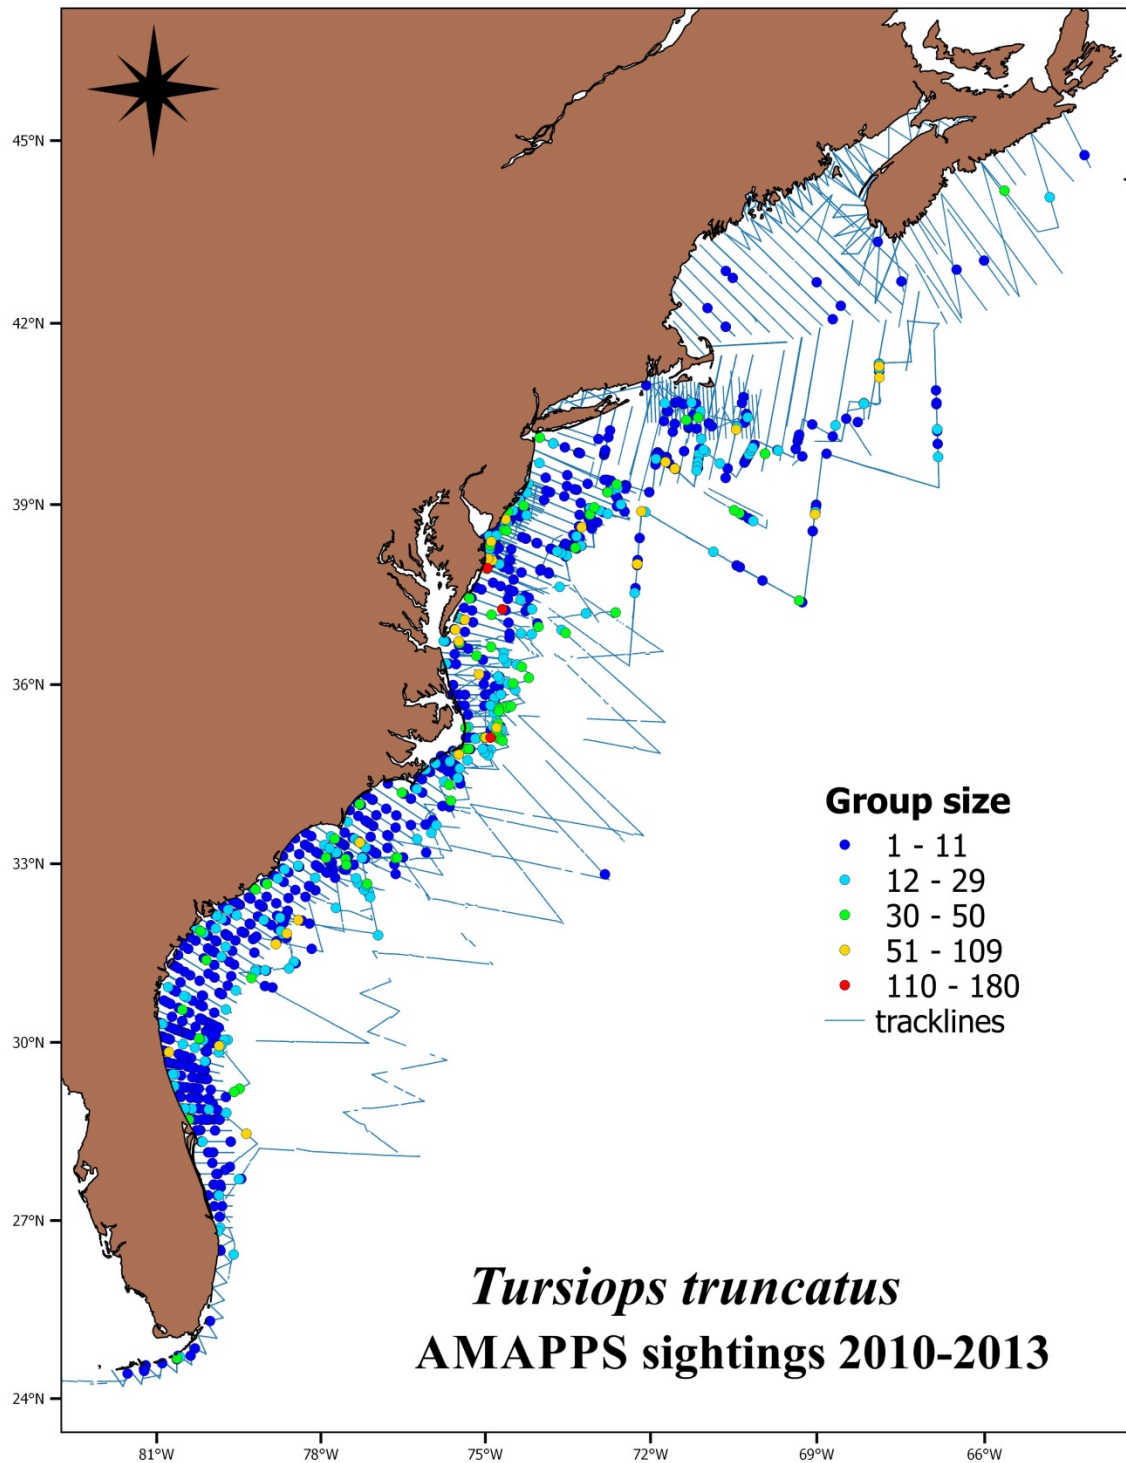 45°N
42°N
39°N
36°N
33°N
30°N
27°N
24°N
Group size
1 - 11
12 - 29
30 - 50
51 - 109
110 - 180
tracklines
Tursiops truncatus
AMAPPS sightings 2010-2013
81°W
78°W
75°W
72°W
69°W
66°W